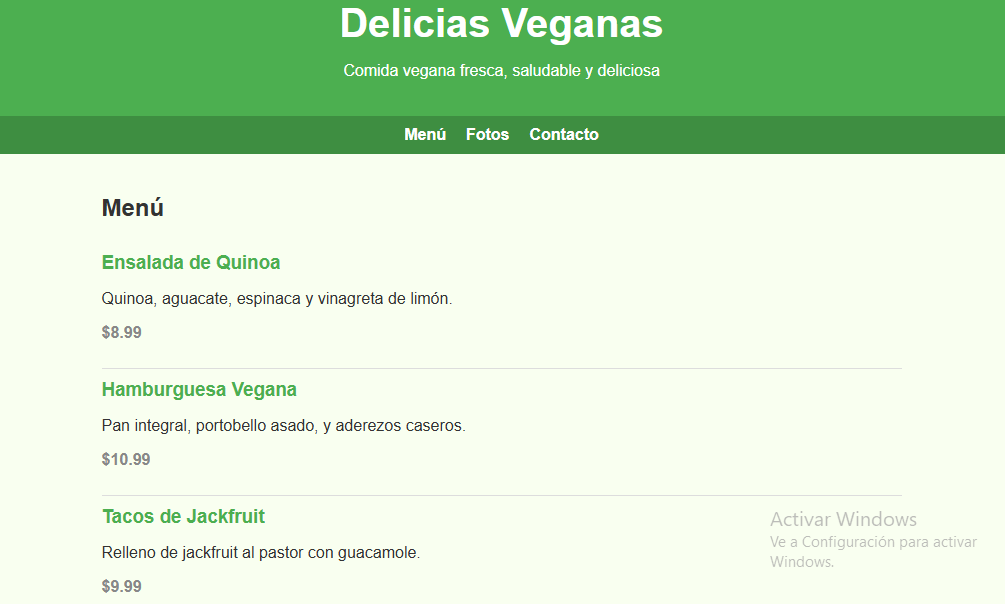 Delicias Veganas
Comida vegana fresca, saludable y deliciosa
Menú Fotos Contacto
Menú
Ensalada de Quinoa
Quinoa, aguacate, espinaca y vinagreta de limón.
$8.99
Hamburguesa Vegana
Pan integral, portobello asado, y aderezos caseros.
$10.99
Tacos de Jackfruit
Relleno de jackfruit al pastor con guacamole.
$9.99
Activar Windows
Ve a Configuración para activar
Windows.